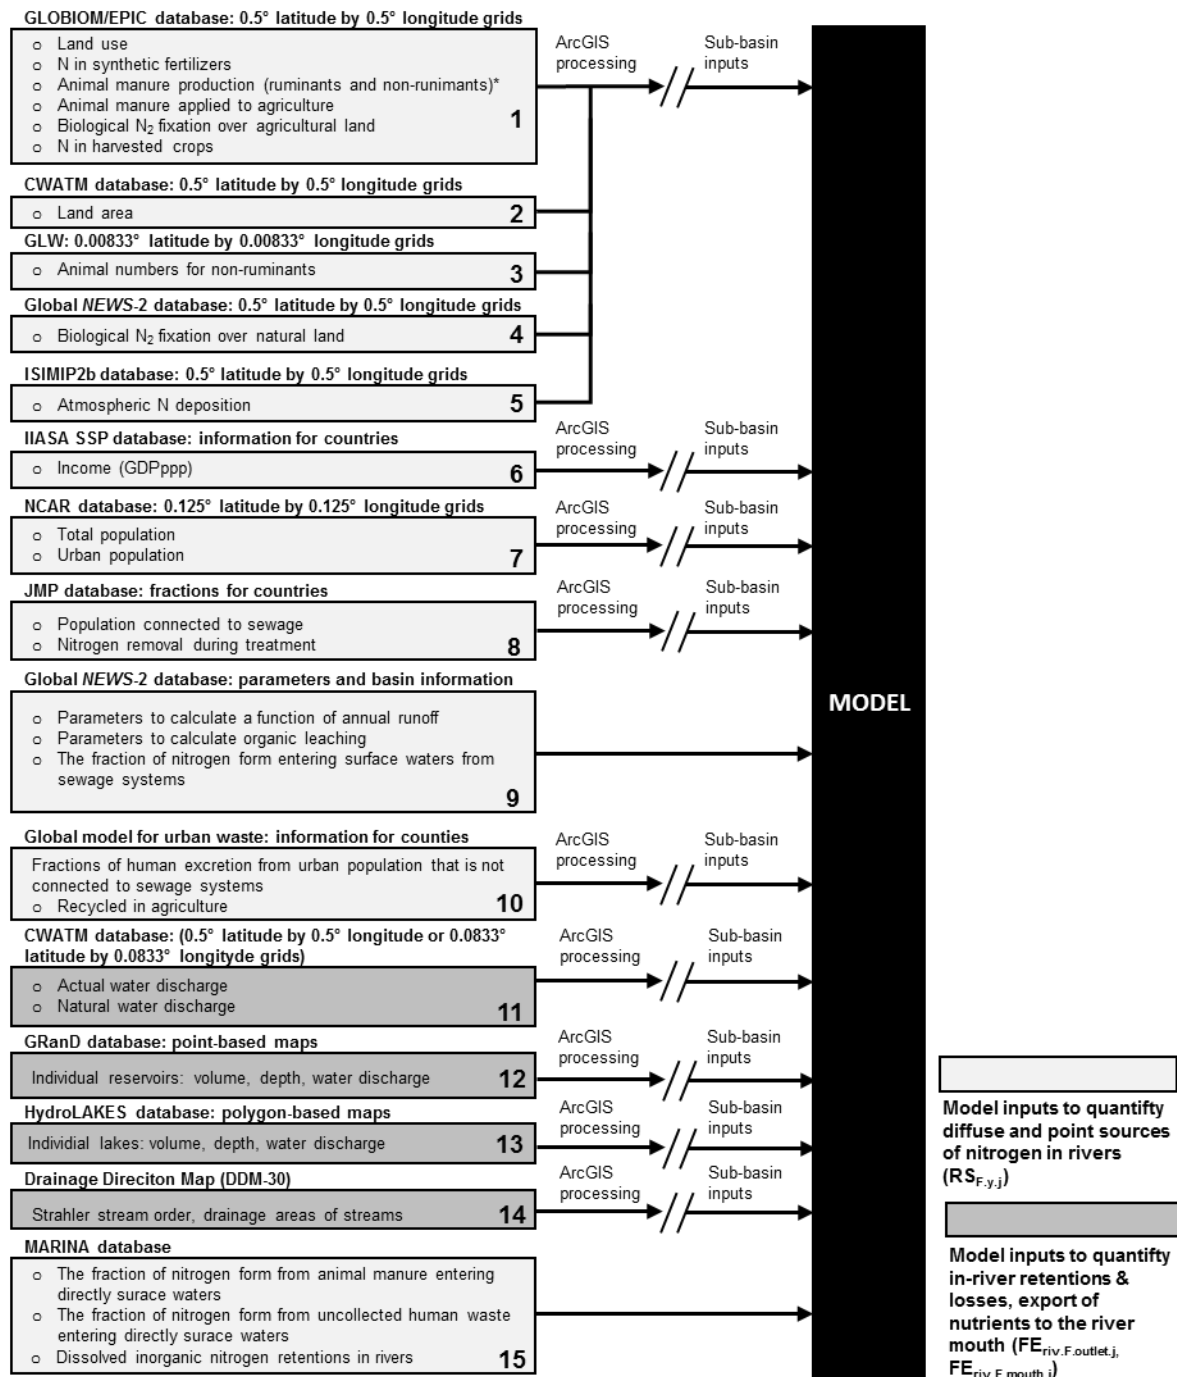 GLOBIOM/EPIC database: 0.5° latitude by 0.5° longitude grids
o Land use
o N in synthetic fertilizers
o Animal manure production (ruminants and non-runimants)*
o Animal manure applied to agriculture
o Biological N₂ fixation over agricultural land
o N in harvested crops
1
ArcGIS
processing
Sub-basin
inputs
CWATM database: 0.5° latitude by 0.5° longitude grids
o Land area
2
GLW: 0.00833° latitude by 0.00833° longitude grids
o Animal numbers for non-ruminants
3
Global NEWS-2 database: 0.5° latitude by 0.5° longitude grids
o Biological N₂ fixation over natural land
4
ISIMIP2b database: 0.5° latitude by 0.5° longitude grids
o Atmospheric N deposition
5
IIASA SSP database: information for countries
o Income (GDPppp)
6
ArcGIS
processing
Sub-basin
inputs
NCAR database: 0.125° latitude by 0.125° longitude grids
o Total population
o Urban population
7
ArcGIS
processing
Sub-basin
inputs
JMP database: fractions for countries
o Population connected to sewage
o Nitrogen removal during treatment
8
ArcGIS
processing
Sub-basin
inputs
Global NEWS-2 database: parameters and basin information
o Parameters to calculate a function of annual runoff
o Parameters to calculate organic leaching
o The fraction of nitrogen form entering surface waters from
sewage systems
9
MODEL
Global model for urban waste: information for counties
Fractions of human excretion from urban population that is not
connected to sewage systems
o Recycled in agriculture
10
ArcGIS
processing
Sub-basin
inputs
CWATM database: (0.5° latitude by 0.5° longitude or 0.0833°
latitude by 0.0833° longityde grids)
o Actual water discharge
o Natural water discharge
11
ArcGIS
processing
Sub-basin
inputs
GRanD database: point-based maps
Individual reservoirs: volume, depth, water discharge
12
ArcGIS
processing
Sub-basin
inputs
HydroLAKES database: polygon-based maps
Individial lakes: volume, depth, water discharge
13
ArcGIS
processing
Sub-basin
inputs
Drainage Direciton Map (DDM-30)
Strahler stream order, drainage areas of streams
14
ArcGIS
processing
Sub-basin
inputs
MARINA database
o The fraction of nitrogen form from animal manure entering
directly surace waters
o The fraction of nitrogen form from uncollected human waste
entering directly surace waters
o Dissolved inorganic nitrogen retentions in rivers
15
Model inputs to quantifty
diffuse and point sources
of nitrogen in rivers
(RS_F.y.j)
Model inputs to quantifty
in-river retentions &
losses, export of
nutrients to the river
mouth (FE_riv.F.outlet.j,
FE_riv.F.mouth.j)